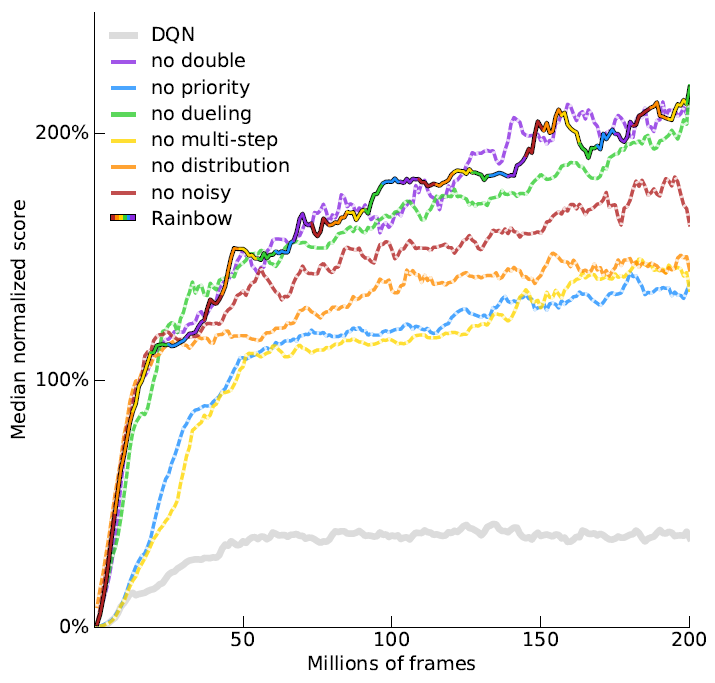 DQN
no double
no priority
no dueling
no multi-step
no distribution
no noisy
Rainbow
200%
100%
0%
Median normalized score
50
100
150
200
Millions of frames